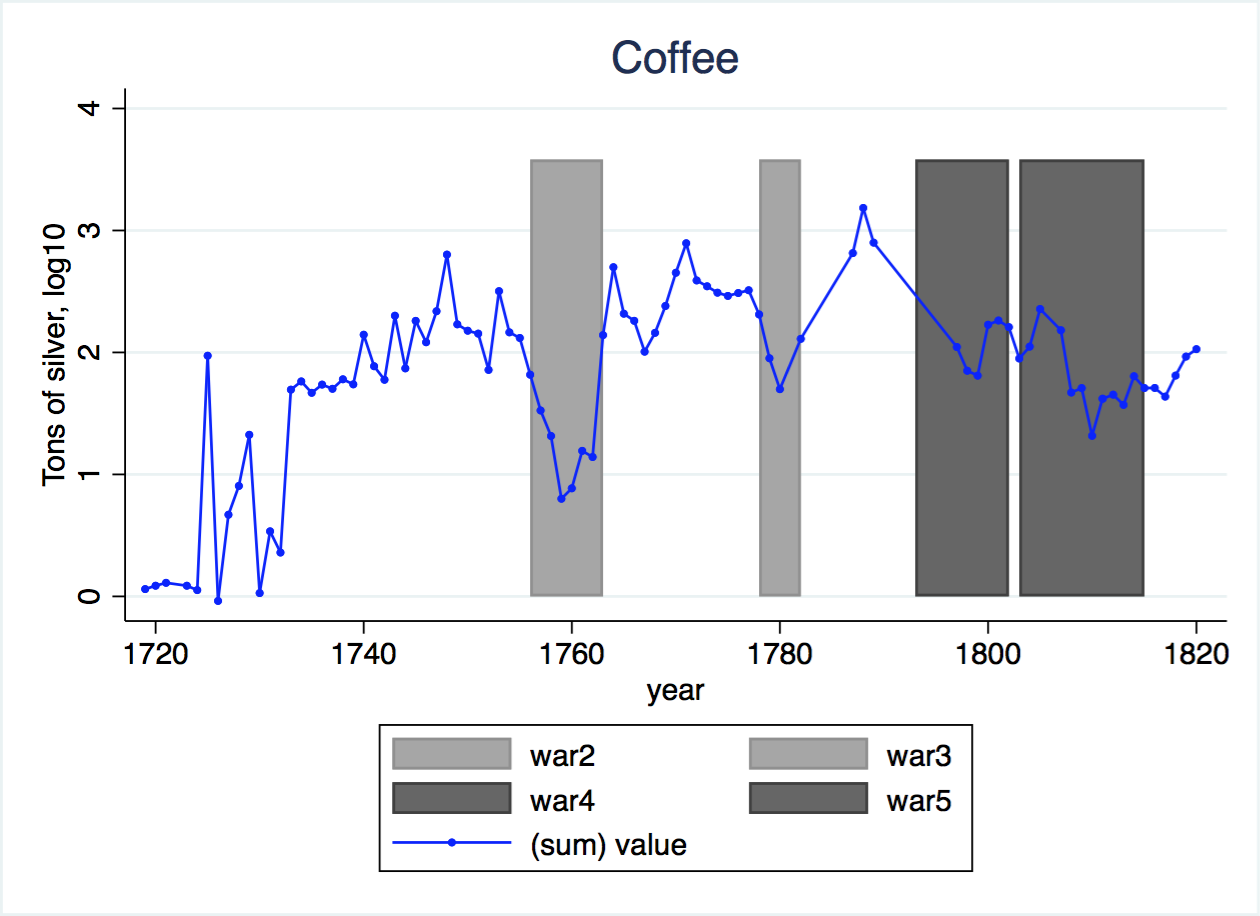 Coffee
Tons of silver, log10
4
3
2
1
0
1720 1740 1760 1780 1800 1820
year
war2 war3
war4 war5
(sum) value